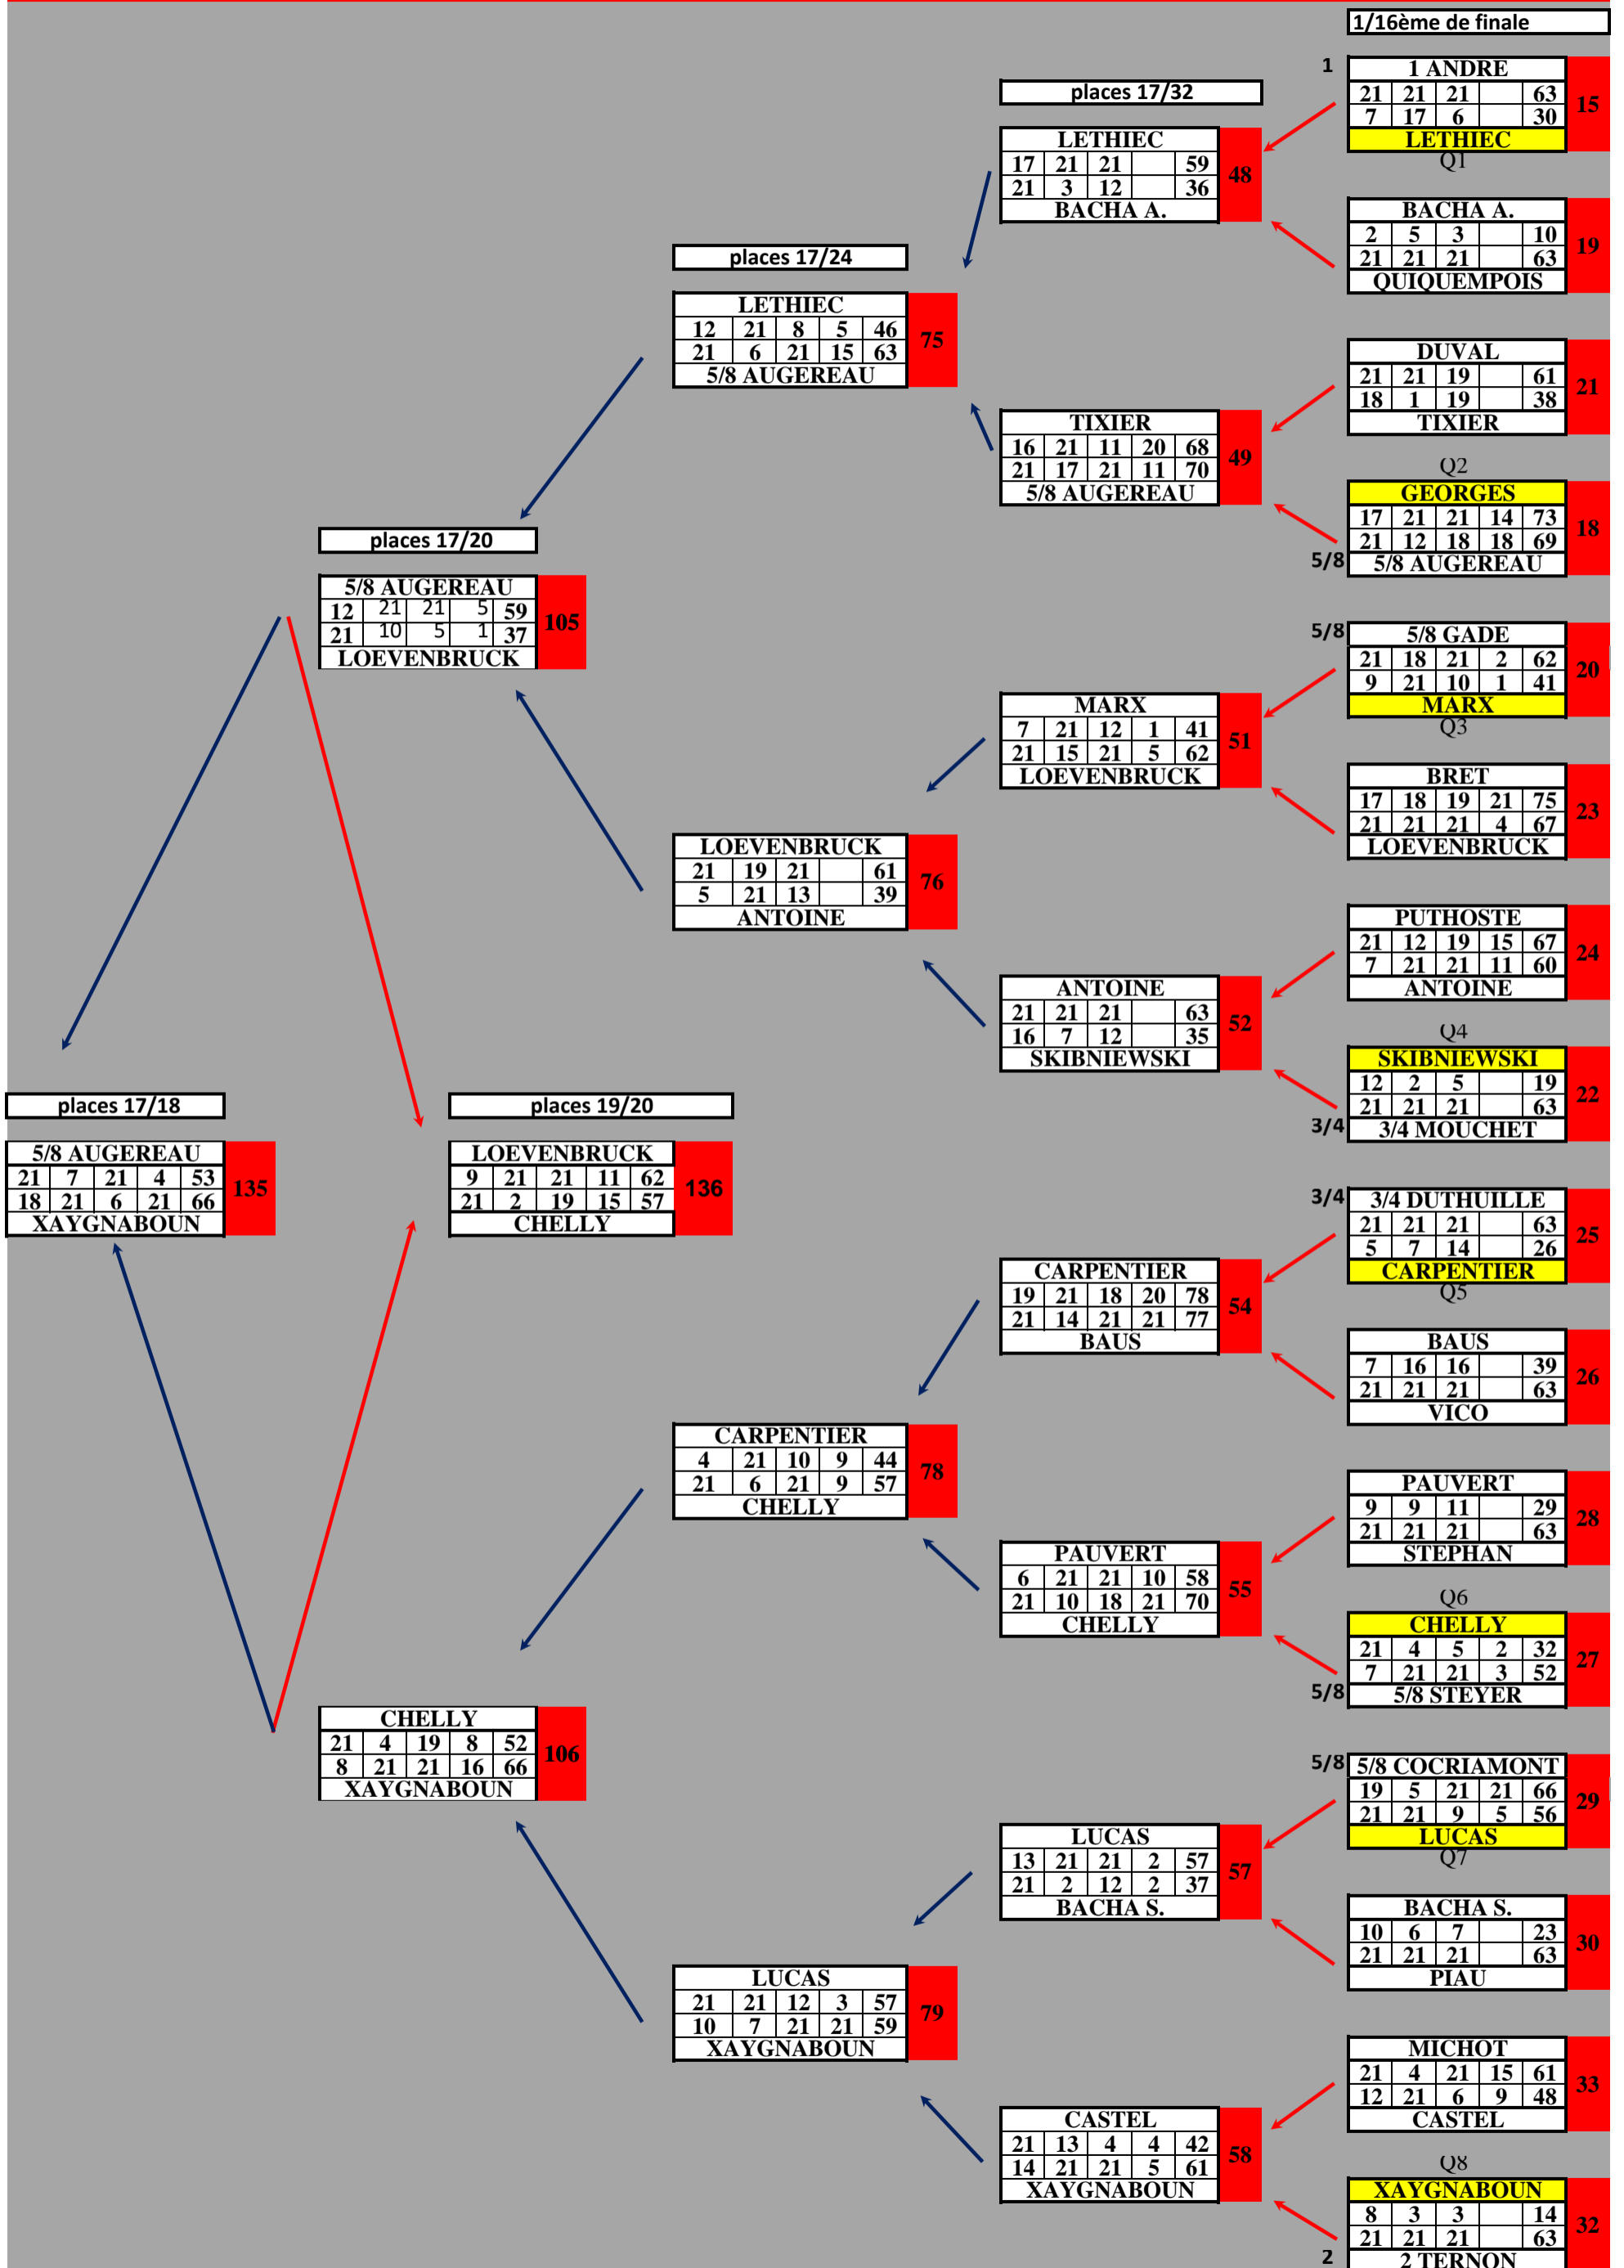 1/16ème de finale
1
1 ANDRE
21 21 21 63
7 17 6 30
LETHIEC
15
Q1
BACHA A.
2 5 3 10
21 21 21 63
QUIQUEMPOIS
19
DUVAL
21 21 19 61
18 1 19 38
TIXIER
21
Q2
GEORGES
17 21 21 14 73
21 12 18 18 69
5/8 5/8 AUGEREAU
18
5/8 5/8 GADE
21 18 21 2 62
9 21 10 1 41
MARX
20
Q3
BRET
17 18 19 21 75
21 21 21 4 67
LOEVENBRUCK
23
PUTHOSTE
21 12 19 15 67
7 21 21 11 60
ANTOINE
24
Q4
SKIBNIEWSKI
12 2 5 19
21 21 21 63
3/4 3/4 MOUCHET
22
3/4 3/4 DUTHUILLE
21 21 21 63
5 7 14 26
CARPENTIER
25
Q5
BAUS
7 16 16 39
21 21 21 63
VICO
26
PAUVERT
9 9 11 29
21 21 21 63
STEPHAN
28
Q6
CHELLY
21 4 5 2 32
7 21 21 3 52
5/8 5/8 STEYER
27
5/8 5/8 COCRIAMONT
19 5 21 21 66
21 21 9 5 56
LUCAS
29
Q7
BACHA S.
10 6 7 23
21 21 21 63
PIAU
30
MICHOT
21 4 21 15 61
12 21 6 9 48
CASTEL
33
Q8
XAYGNABOUN
8 3 3 14
21 21 21 63
2 2 TERNON
32
places 17/32
LETHIEC
17 21 21 59
21 3 12 36
BACHA A.
48
TIXIER
16 21 11 20 68
21 17 21 11 70
5/8 AUGEREAU
49
MARX
7 21 12 1 41
21 15 21 5 62
LOEVENBRUCK
51
ANTOINE
21 21 21 63
16 7 12 35
SKIBNIEWSKI
52
CARPENTIER
19 21 18 20 78
21 14 21 21 77
BAUS
54
PAUVERT
6 21 21 10 58
21 10 18 21 70
CHELLY
55
LUCAS
13 21 21 2 57
21 2 12 2 37
BACHA S.
57
CASTEL
21 13 4 4 42
14 21 21 5 61
XAYGNABOUN
58
places 17/24
LETHIEC
12 21 8 5 46
21 6 21 15 63
5/8 AUGEREAU
75
LOEVENBRUCK
21 19 21 61
5 21 13 39
ANTOINE
76
CARPENTIER
4 21 10 9 44
21 6 21 9 57
CHELLY
78
LUCAS
21 21 12 3 57
10 7 21 21 59
XAYGNABOUN
79
places 17/20
5/8 AUGEREAU
12 21 21 5 59
21 10 5 1 37
LOEVENBRUCK
105
CHELLY
21 4 19 8 52
8 21 21 16 66
XAYGNABOUN
106
places 17/18
5/8 AUGEREAU
21 7 21 4 53
18 21 6 21 66
XAYGNABOUN
135
places 19/20
LOEVENBRUCK
9 21 21 11 62
21 2 19 15 57
CHELLY
136